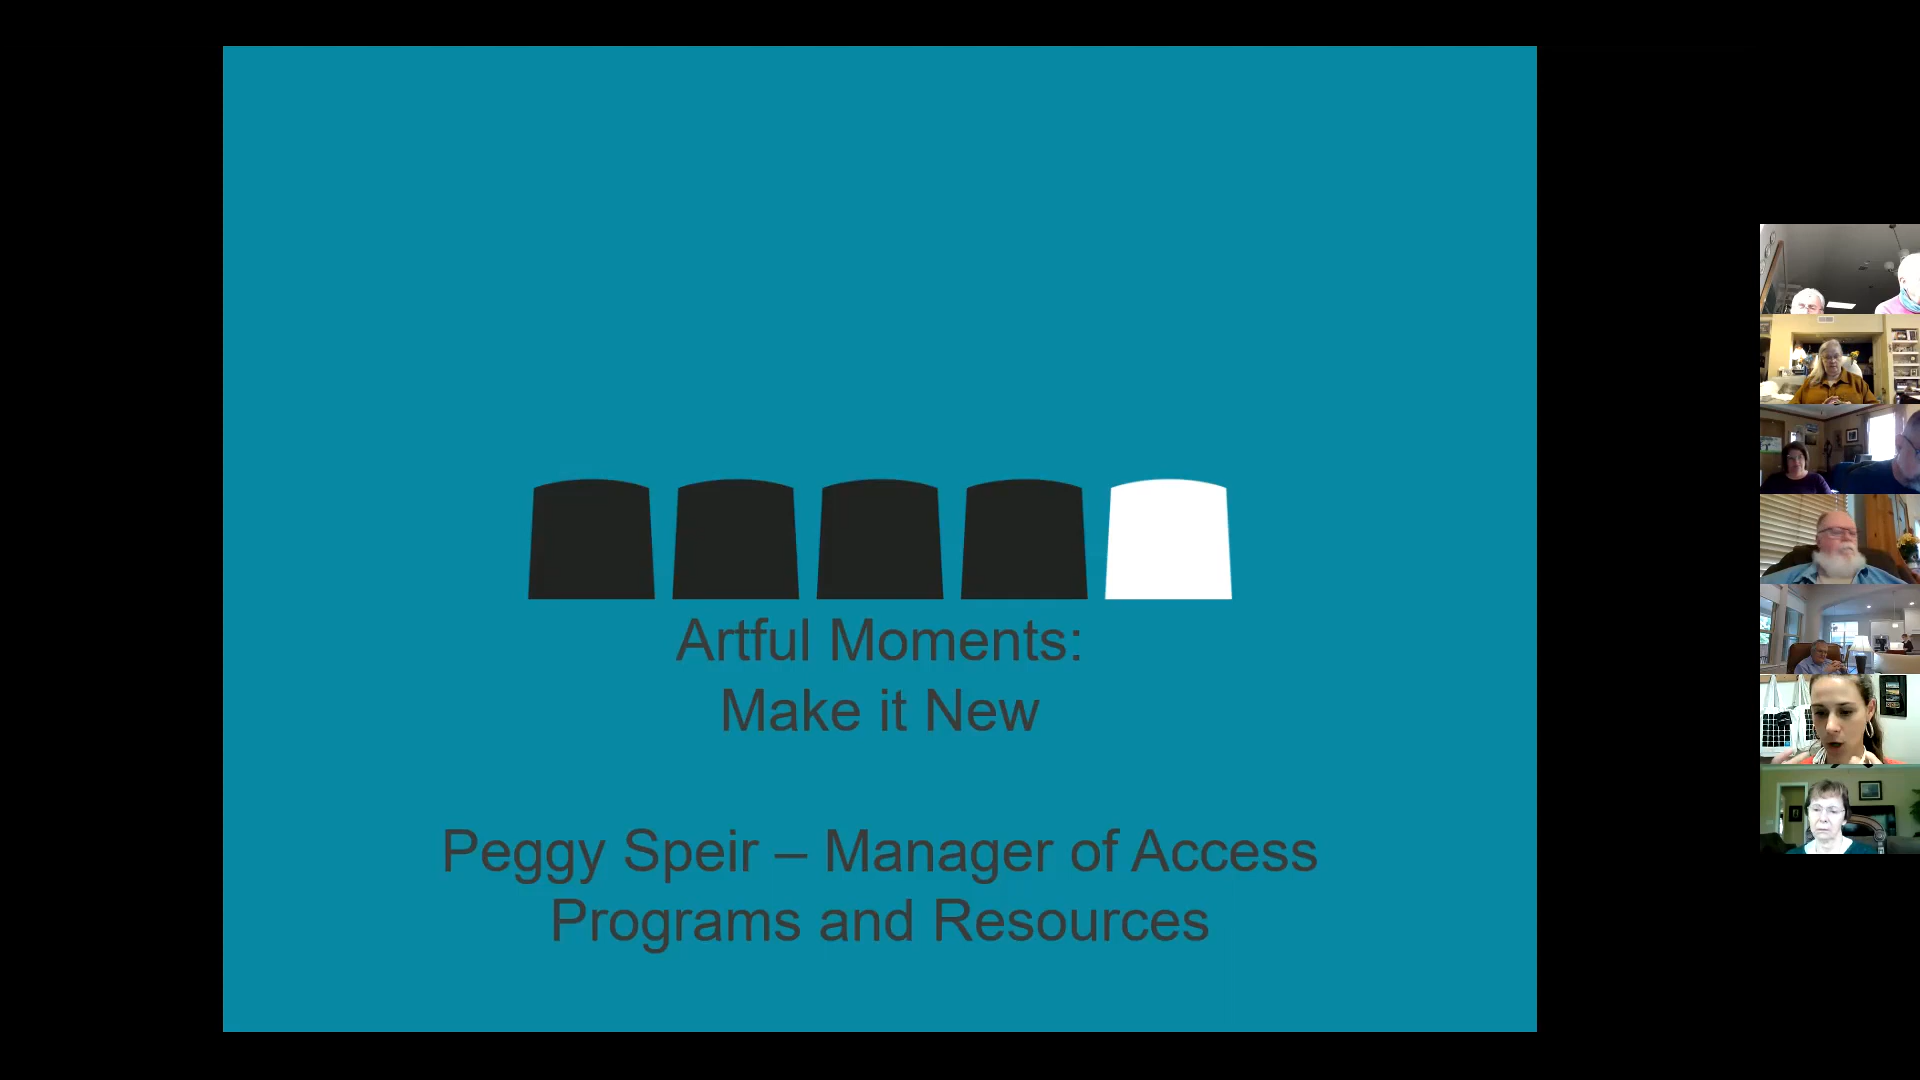 Artful Moments:
Make it New
Peggy Speir – Manager of Access
Programs and Resources